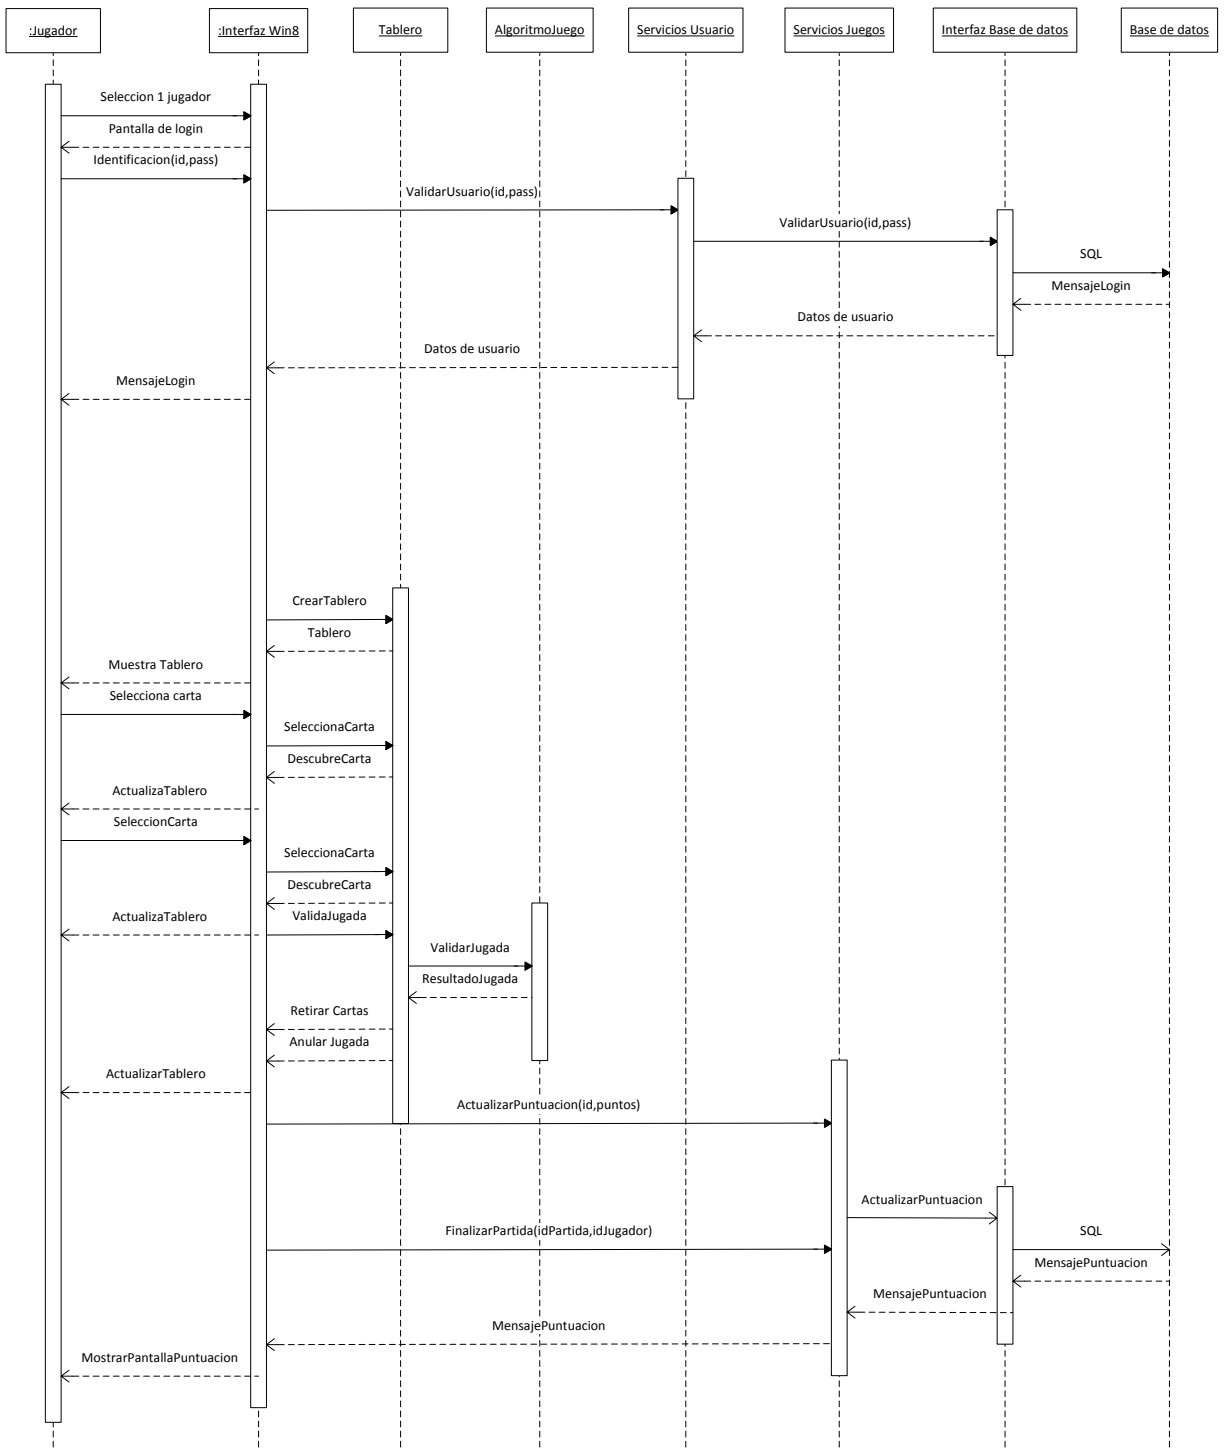 :Jugador
:Interfaz Win8
Tablero
AlgoritmoJuego
Servicios Usuario
Servicios Juegos
Interfaz Base de datos
Base de datos
Seleccion 1 jugador
Pantalla de login
Identificacion(id,pass)
ValidarUsuario(id,pass)
ValidarUsuario(id,pass)
SQL
MensajeLogin
Datos de usuario
Datos de usuario
MensajeLogin
CrearTablero
Tablero
Muestra Tablero
Selecciona carta
SeleccionaCarta
DescubreCarta
ActualizaTablero
SeleccionCarta
SeleccionaCarta
DescubreCarta
ActualizaTablero
ValidaJugada
ValidarJugada
ResultadoJugada
Retirar Cartas
Anular Jugada
ActualizarTablero
ActualizarPuntuacion(id,puntos)
ActualizarPuntuacion
FinalizarPartida(idPartida,idJugador)
SQL
MensajePuntuacion
MensajePuntuacion
MensajePuntuacion
MostrarPantallaPuntuacion